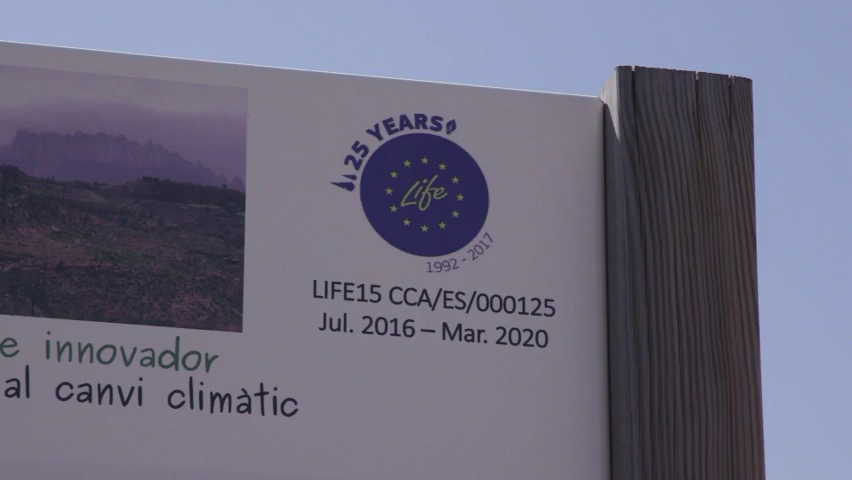 25 YEARS
Life
1992 - 2017
LIFE15 CCA/ES/000125
Jul. 2016 – Mar. 2020
e innovador
al canvi climàtic